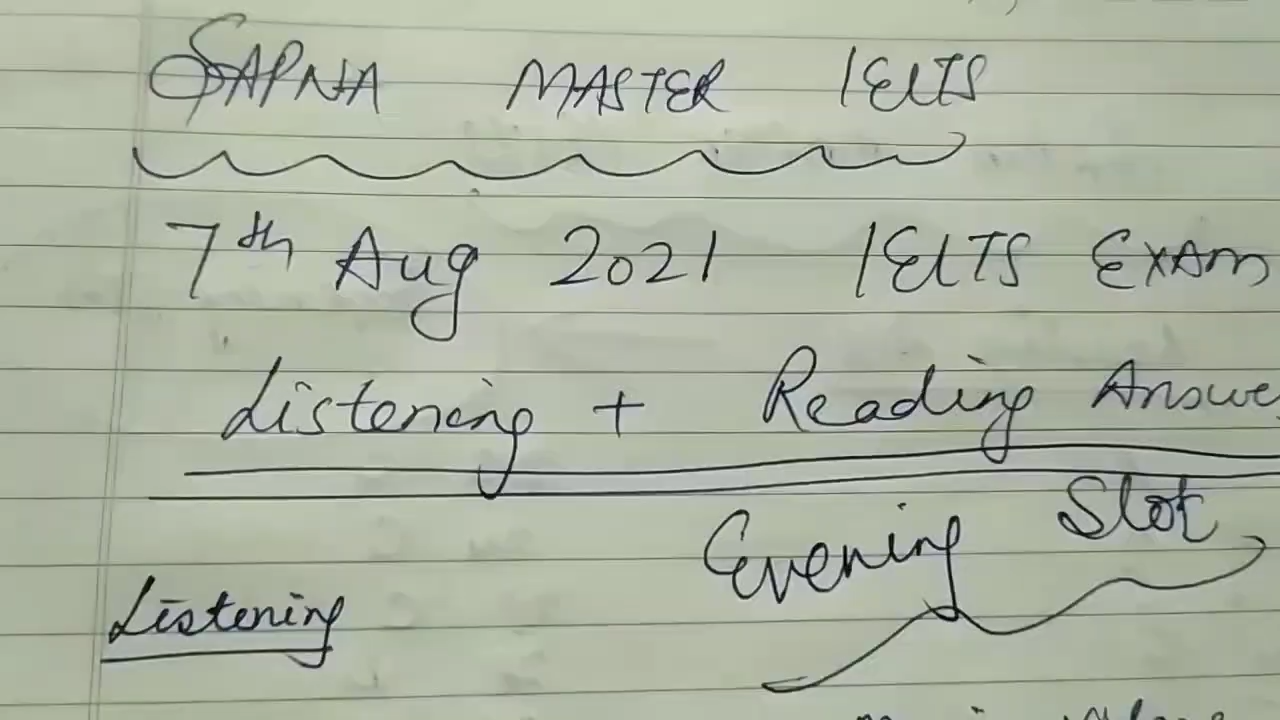 SAPNA MASTER IELTS
7th Aug 2021 IELTS EXAM
Listening + Reading Answe
Evening Slot
Listening